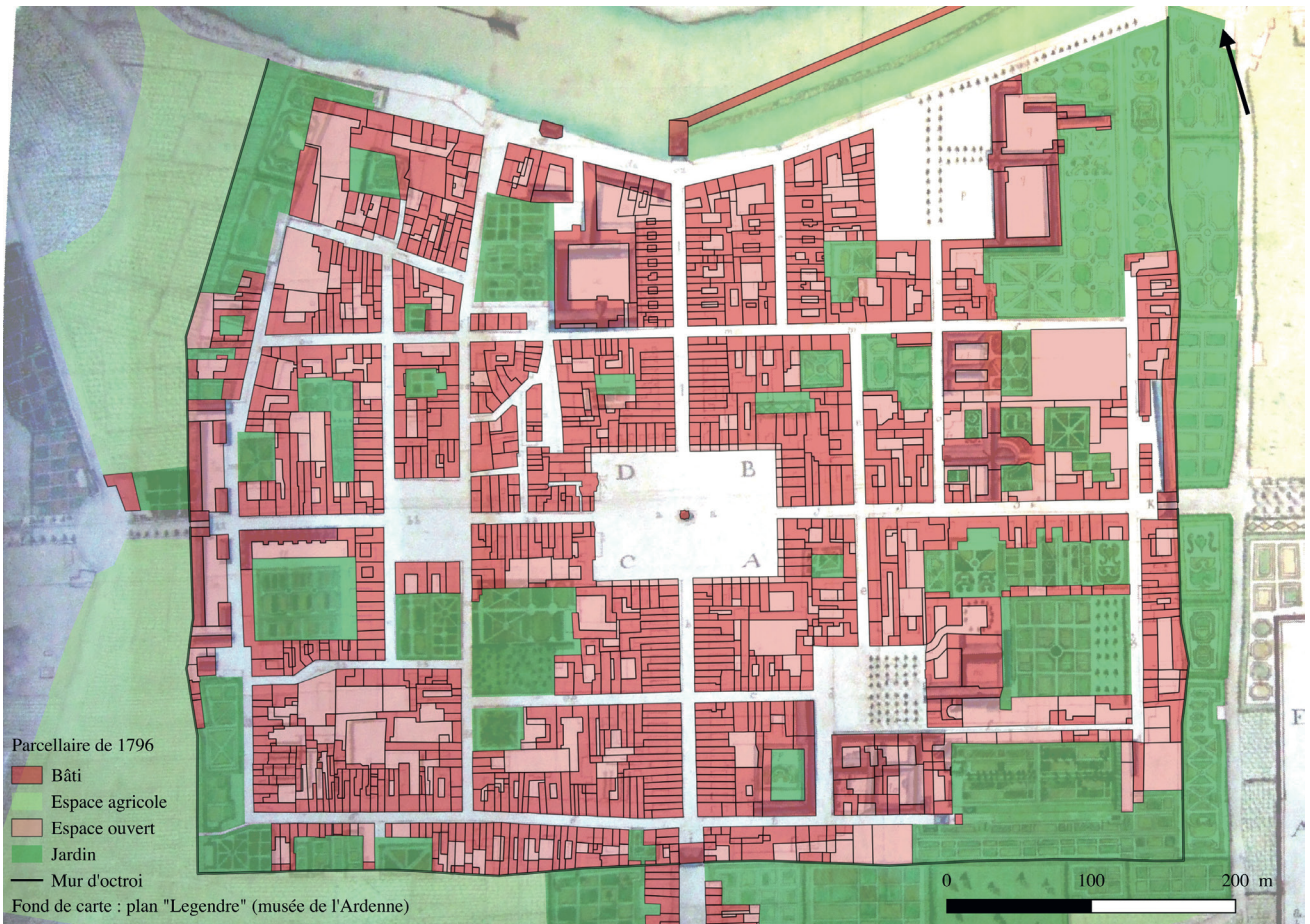 D B
C A
K
E
A
Parcellaire de 1796
Bâti
Espace agricole
Espace ouvert
Jardin
Mur d'octroi
Fond de carte : plan "Legendre" (musée de l'Ardenne)
0 100 200 m